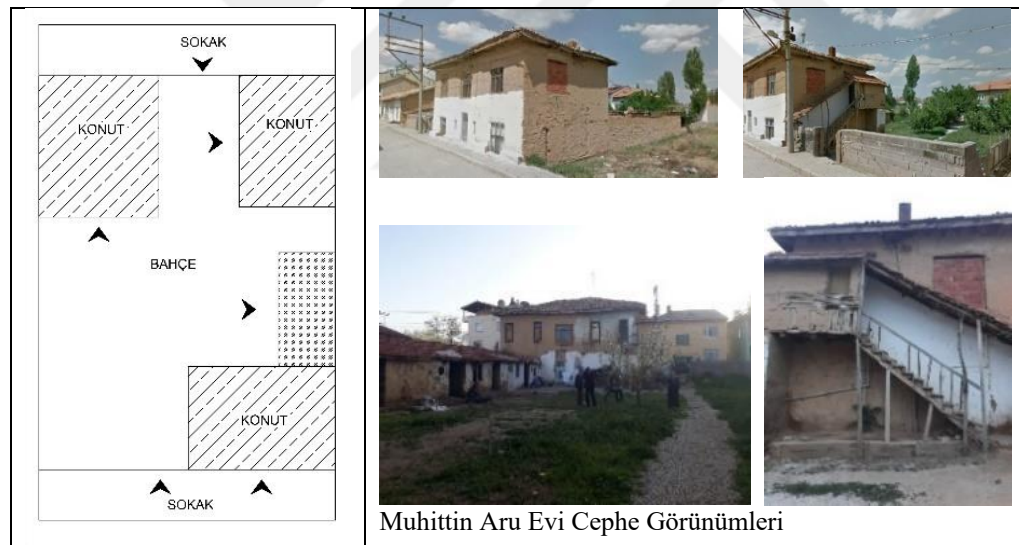 SOKAK
KONUT
KONUT
BAHÇE
KONUT
SOKAK
Muhittin Aru Evi Cephe Görünümleri